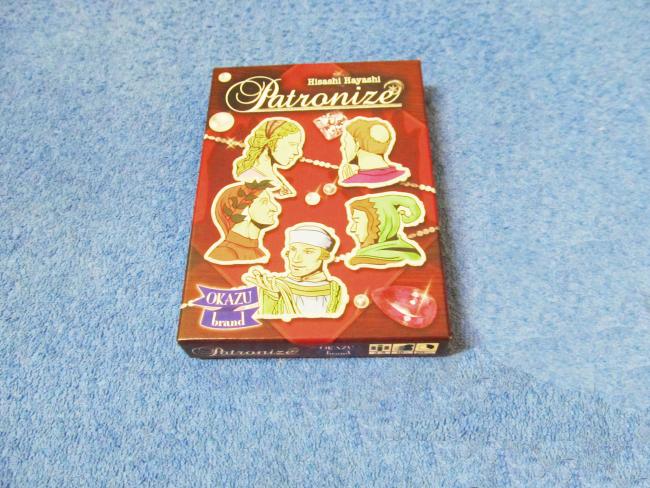 Hisashi Hayashi
Patronize
OKAZU
brand
Patronize
OKAZU
brand